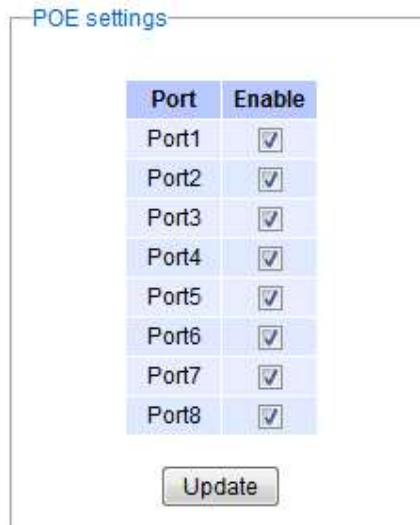 POE settings
Port Enable
Port1
Port2
Port3
Port4
Port5
Port6
Port7
Port8
Update